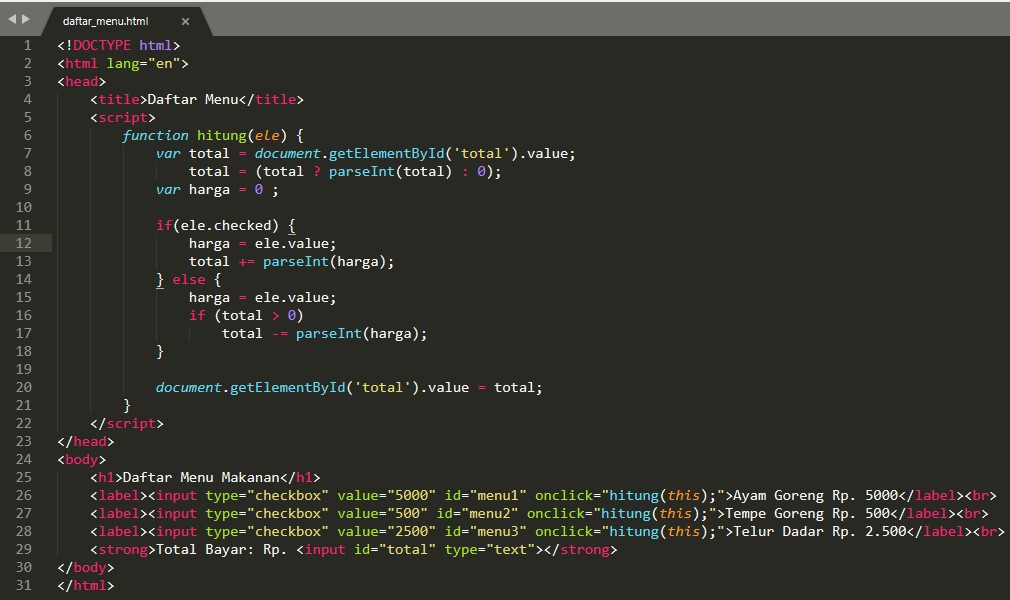 daftar_menu.html ×
1 <!DOCTYPE html>
2 <html lang="en">
3 <head>
4     <title>Daftar Menu</title>
5     <script>
6         function hitung(ele) {
7             var total = document.getElementById('total').value;
8                 total = (total ? parseInt(total) : 0);
9             var harga = 0 ;
10
11             if(ele.checked) {
12                 harga = ele.value;
13                 total += parseInt(harga);
14             } else {
15                 harga = ele.value;
16                 if (total > 0)
17                     total -= parseInt(harga);
18             }
19
20             document.getElementById('total').value = total;
21         }
22     </script>
23 </head>
24 <body>
25     <h1>Daftar Menu Makanan</h1>
26     <label><input type="checkbox" value="5000" id="menu1" onclick="hitung(this);">Ayam Goreng Rp. 5000</label><br>
27     <label><input type="checkbox" value="500" id="menu2" onclick="hitung(this);">Tempe Goreng Rp. 500</label><br>
28     <label><input type="checkbox" value="2500" id="menu3" onclick="hitung(this);">Telur Dadar Rp. 2.500</label><br>
29     <strong>Total Bayar: Rp. <input id="total" type="text"></strong>
30 </body>
31 </html>